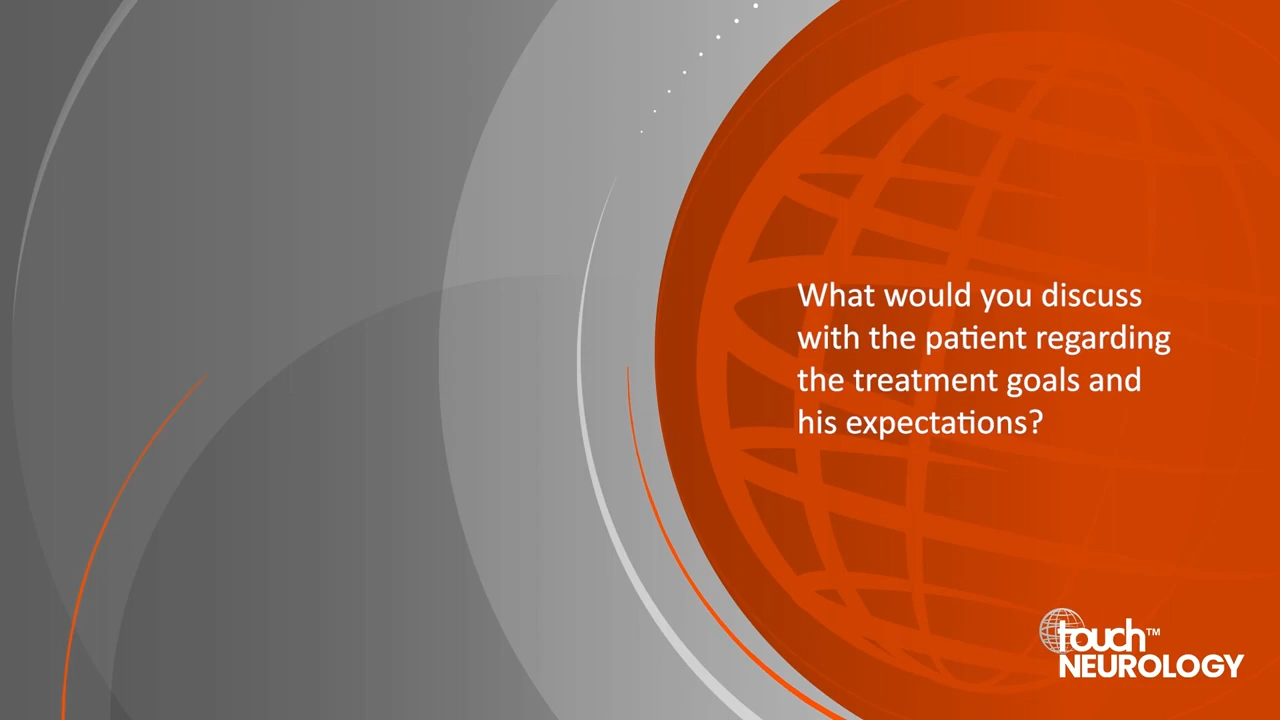 What would you discuss
with the patient regarding
the treatment goals and
his expectations?
touch™
NEUROLOGY